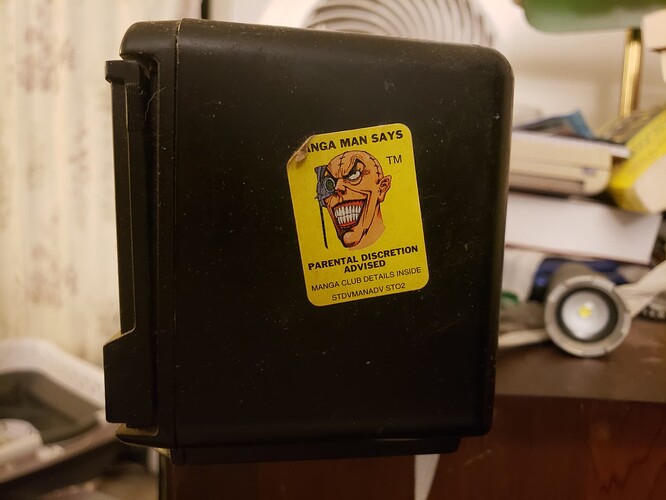 ANGA MAN SAYS
TM
PARENTAL DISCRETION
ADVISED
MANGA CLUB DETAILS INSIDE
STDVMANADV STO2